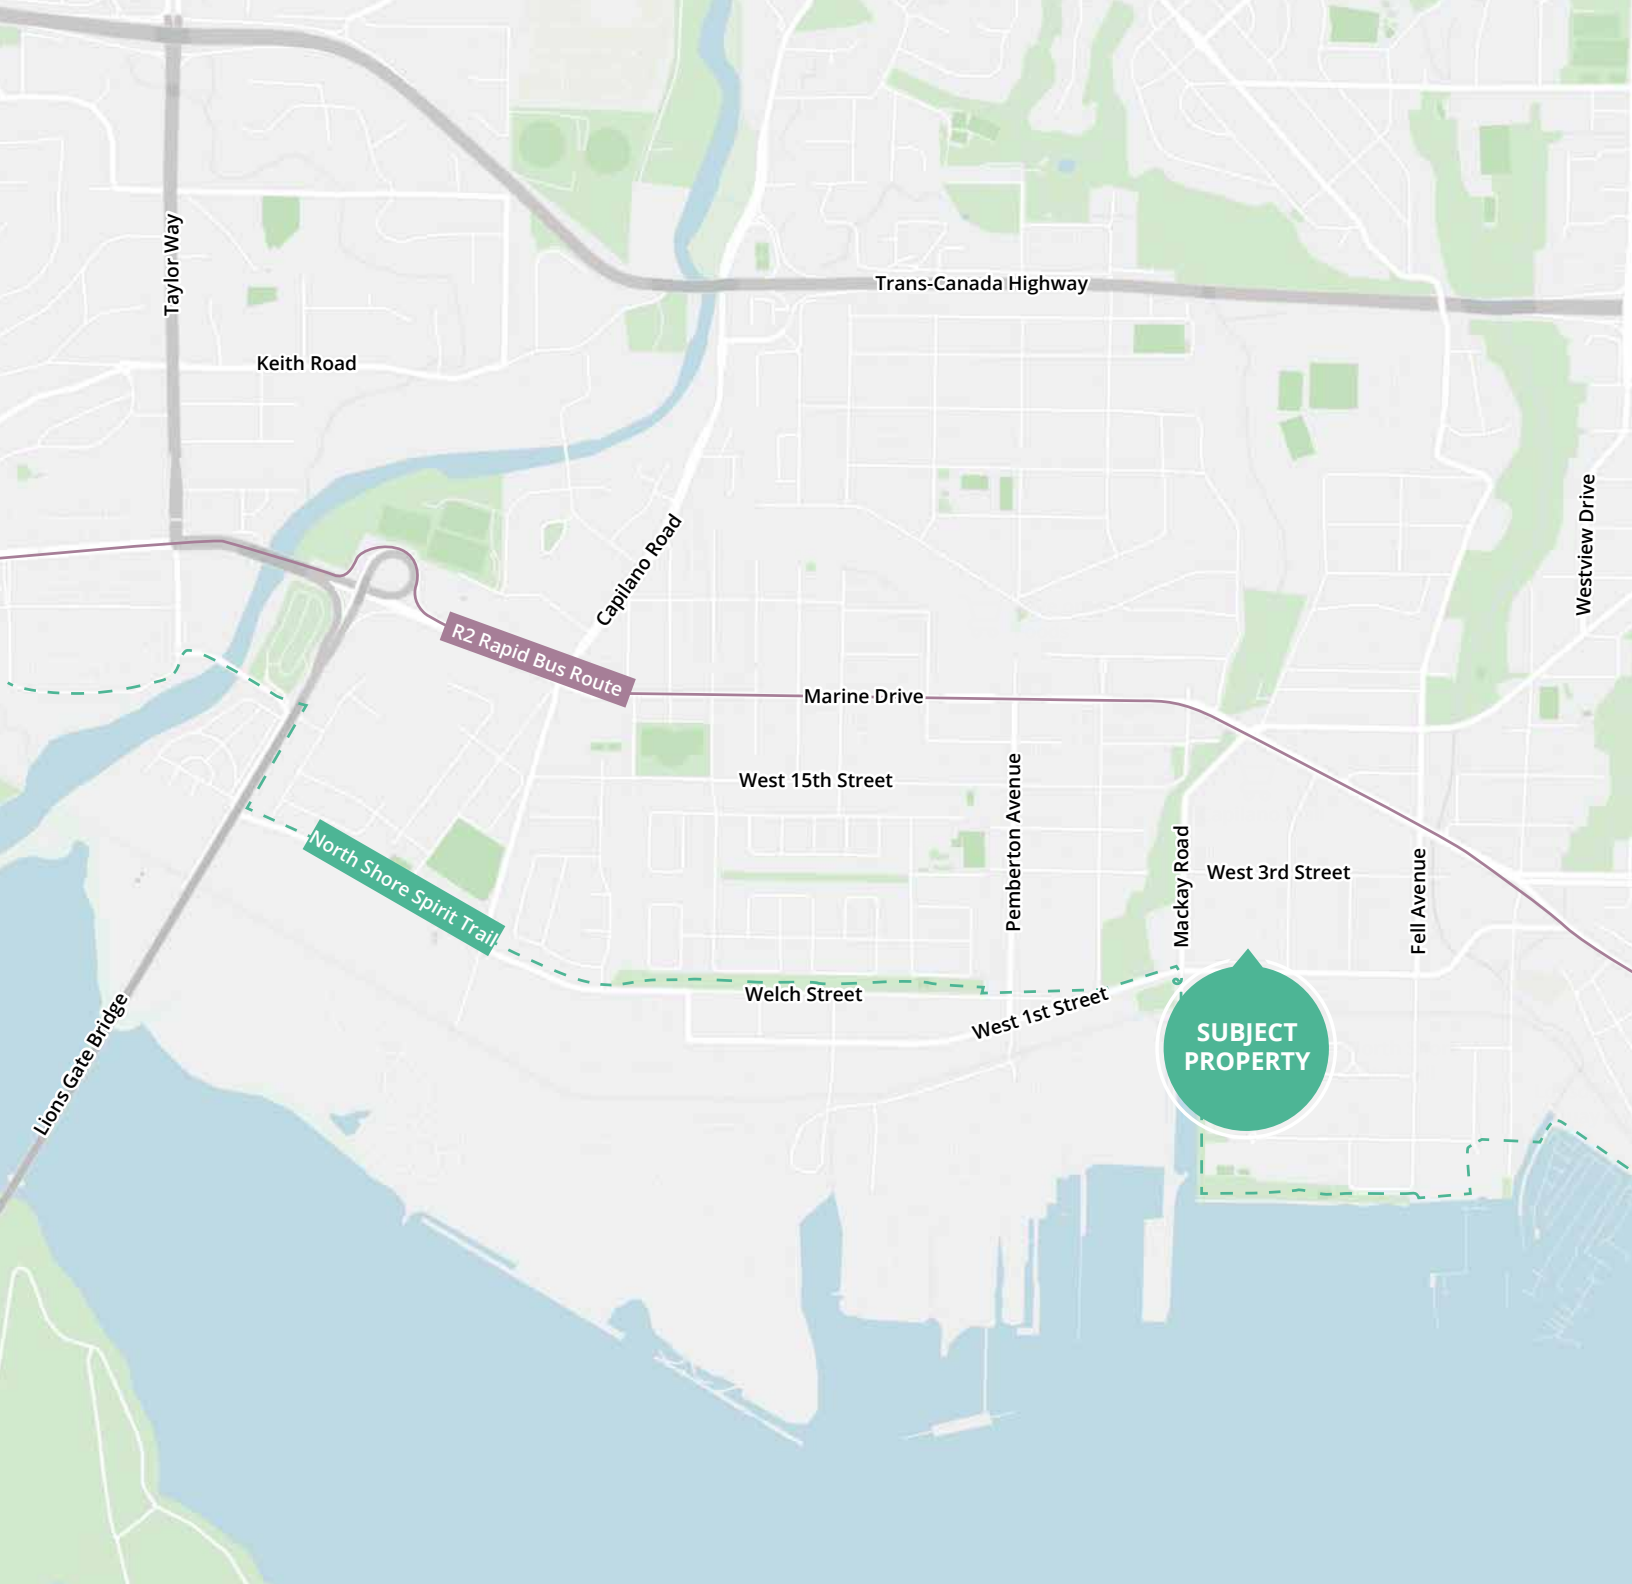 Taylor Way
Trans-Canada Highway
Keith Road
Capilano Road
Westview Drive
R2 Rapid Bus Route
Marine Drive
West 15th Street
Pemberton Avenue
Mackay Road
West 3rd Street
Fell Avenue
North Shore Spirit Trail
Welch Street
West 1st Street
Lions Gate Bridge
SUBJECT
PROPERTY